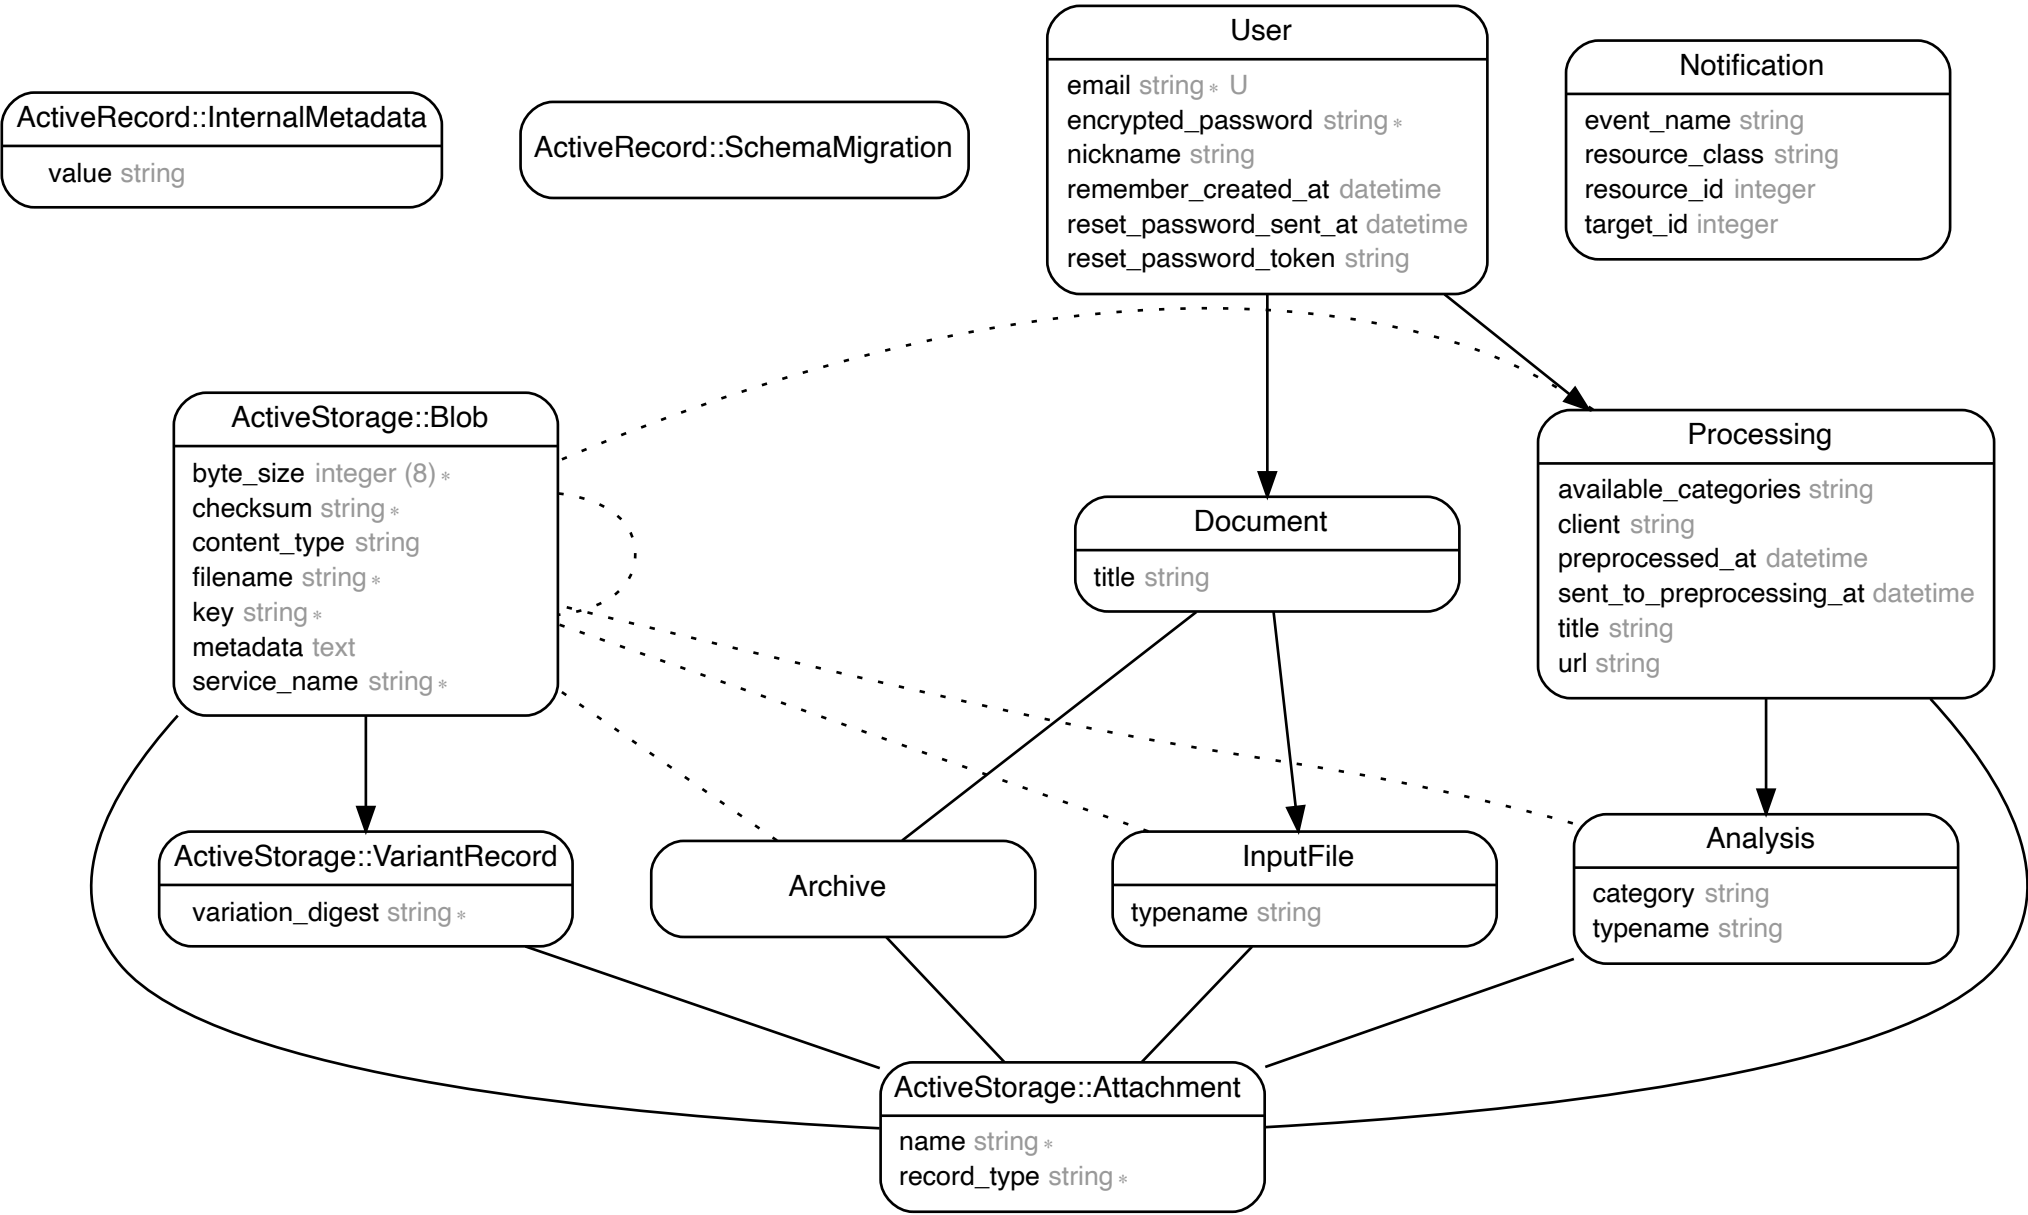 User
email string* U
encrypted_password string*
nickname string
remember_created_at datetime
reset_password_sent_at datetime
reset_password_token string
Notification
event_name string
resource_class string
resource_id integer
target_id integer
ActiveRecord::InternalMetadata
value string
ActiveRecord::SchemaMigration
ActiveStorage::Blob
byte_size integer (8)*
checksum string*
content_type string
filename string*
key string*
metadata text
service_name string*
Document
title string
Processing
available_categories string
client string
preprocessed_at datetime
sent_to_preprocessing_at datetime
title string
url string
ActiveStorage::VariantRecord
variation_digest string*
Archive
InputFile
typename string
Analysis
category string
typename string
ActiveStorage::Attachment
name string*
record_type string*